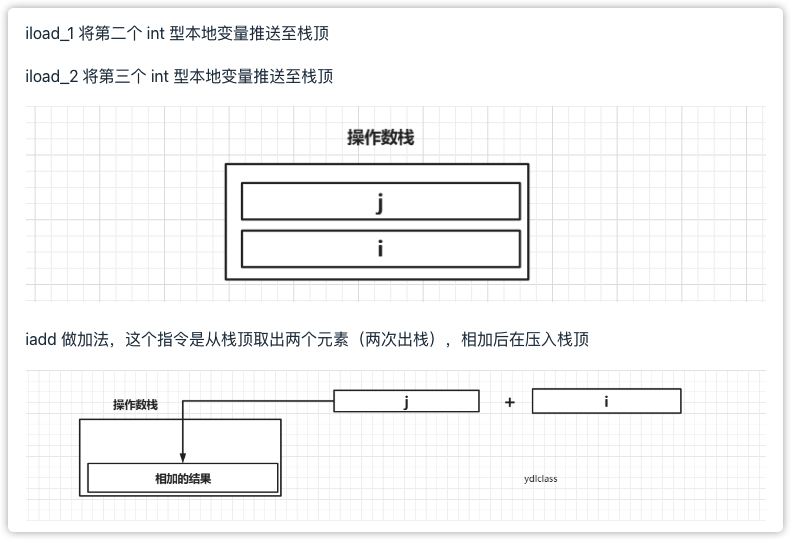 iload_1 将第二个 int 型本地变量推送至栈顶
iload_2 将第三个 int 型本地变量推送至栈顶
操作数栈
j
i
iadd 做加法，这个指令是从栈顶取出两个元素（两次出栈），相加后在压入栈顶
操作数栈
j + i
相加的结果
ydlclass